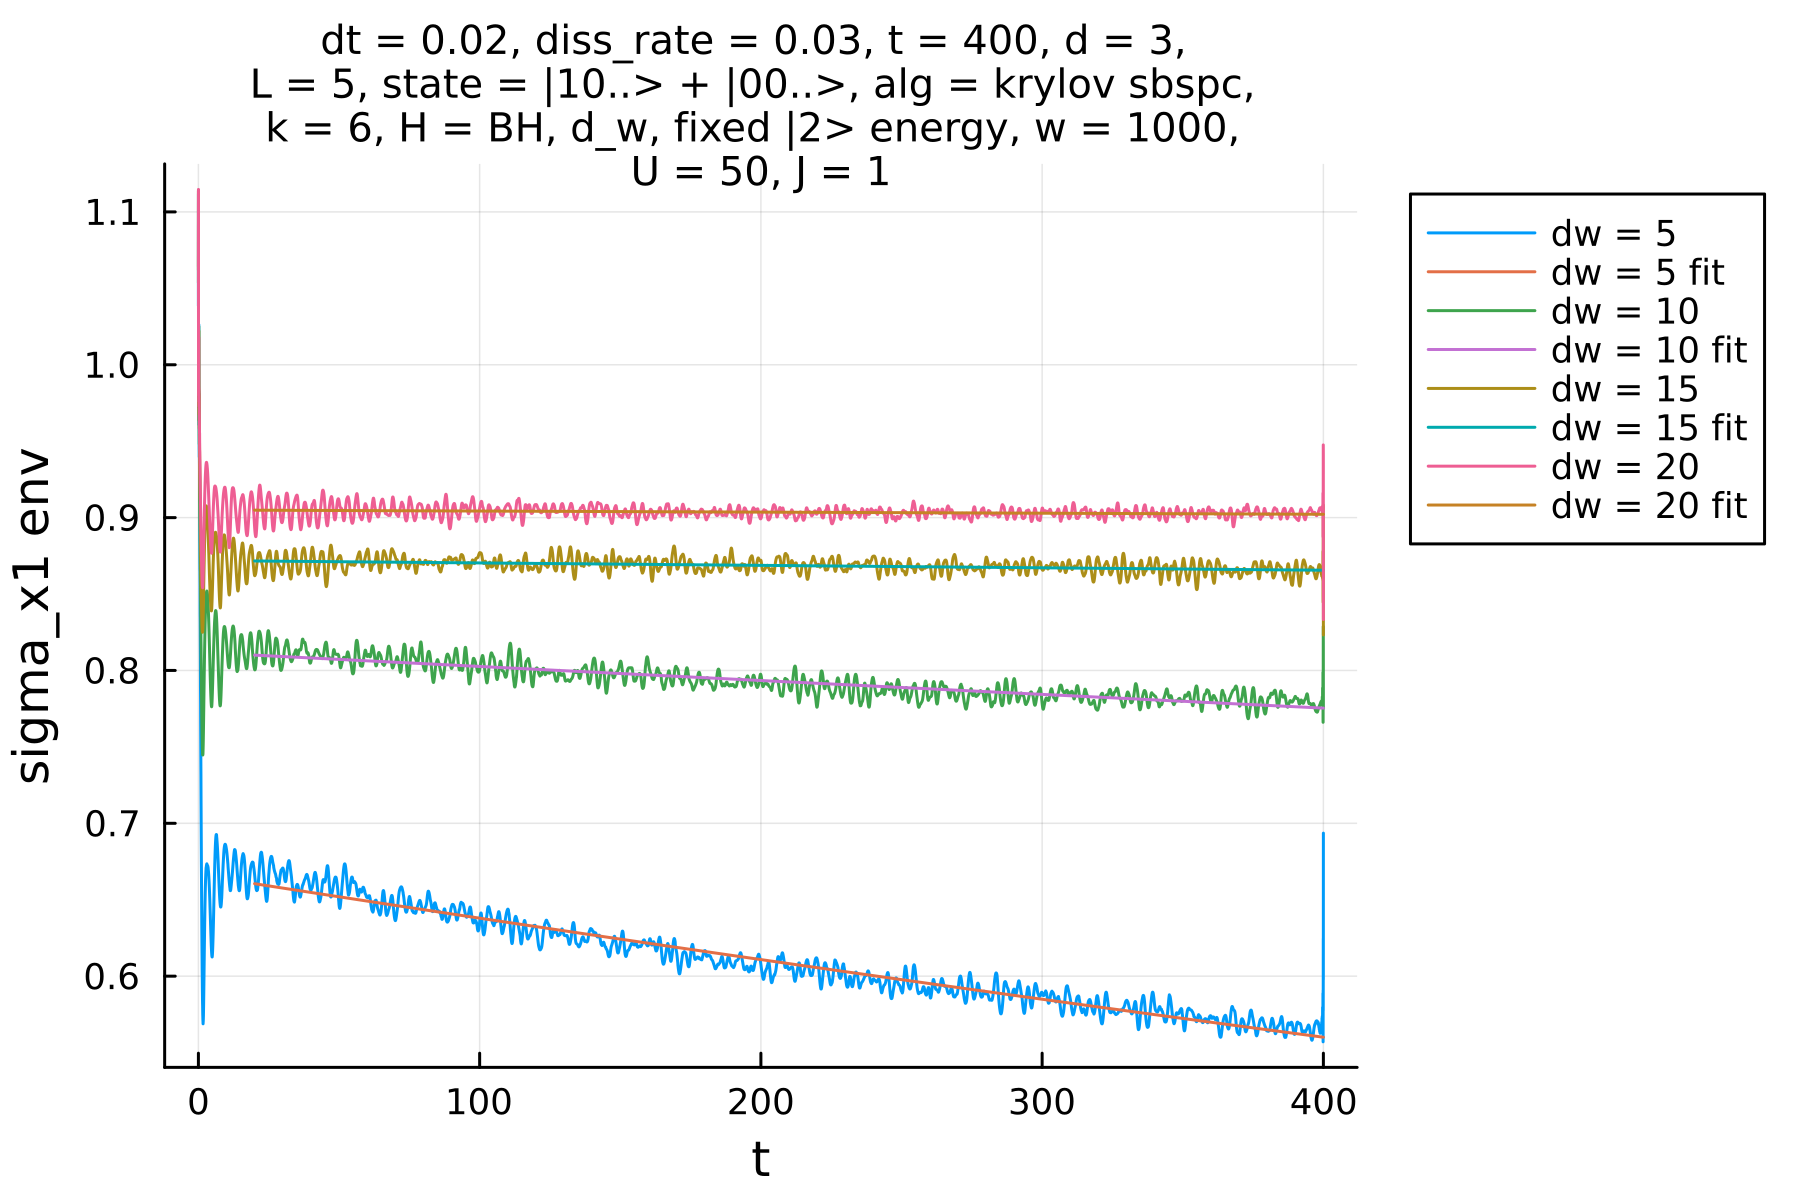 dt = 0.02, diss_rate = 0.03, t = 400, d = 3,
L = 5, state = |10..> + |00..>, alg = krylov sbspc,
k = 6, H = BH, d_w, fixed |2> energy, w = 1000,
U = 50, J = 1
sigma_x1 env
1.1
1.0
0.9
0.8
0.7
0.6
0
100
200
300
400
t
dw = 5
dw = 5 fit
dw = 10
dw = 10 fit
dw = 15
dw = 15 fit
dw = 20
dw = 20 fit